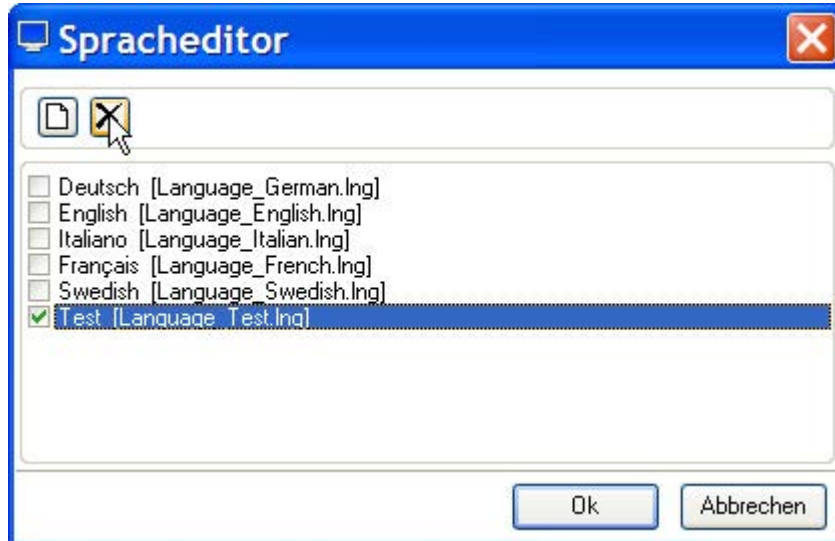 Spracheditor
Deutsch [Language_German.lng]
English [Language_English.lng]
Italiano [Language_Italian.lng]
Français [Language_French.lng]
Swedish [Language_Swedish.lng]
Test [Language_Test.lng]
Ok Abbrechen